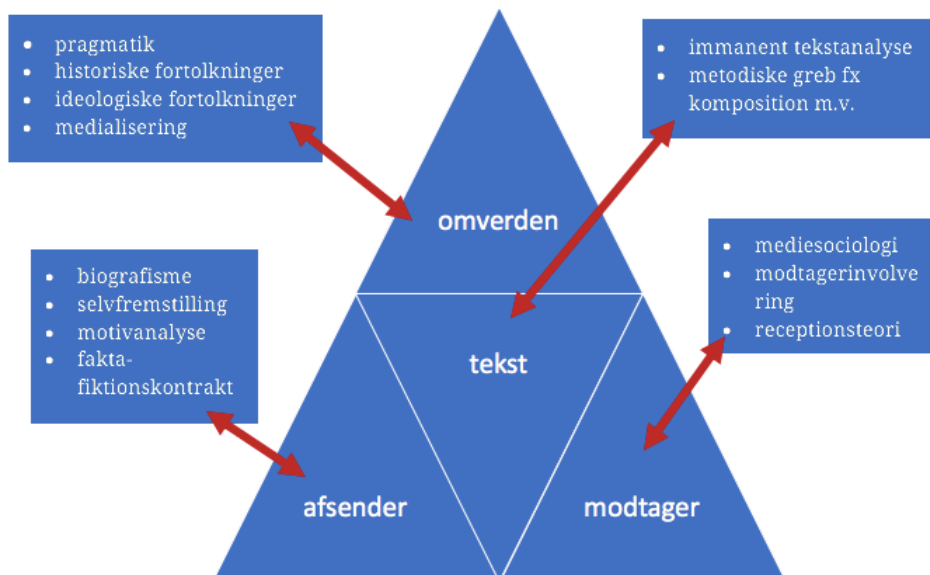 • pragmatik
• historiske fortolkninger
• ideologiske fortolkninger
• medialisering
• immanent tekstanalyse
• metodiske greb fx
komposition m.v.
omverden
• biografisme
• selvfremstilling
• motivanalyse
• fakta-
fiktionskontrakt
• mediesociologi
• modtagerinvolve
ring
• receptionsteori
tekst
afsender
modtager